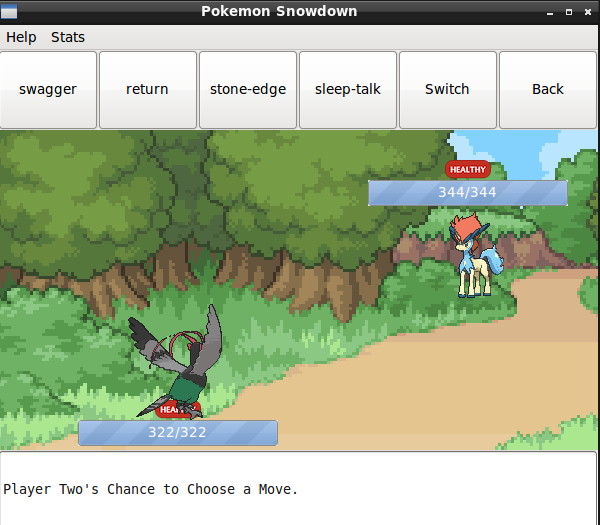 Pokemon Snowdown
Help Stats
swagger return stone-edge sleep-talk Switch Back
HEALTHY
344/344
322/322
Player Two's Chance to Choose a Move.